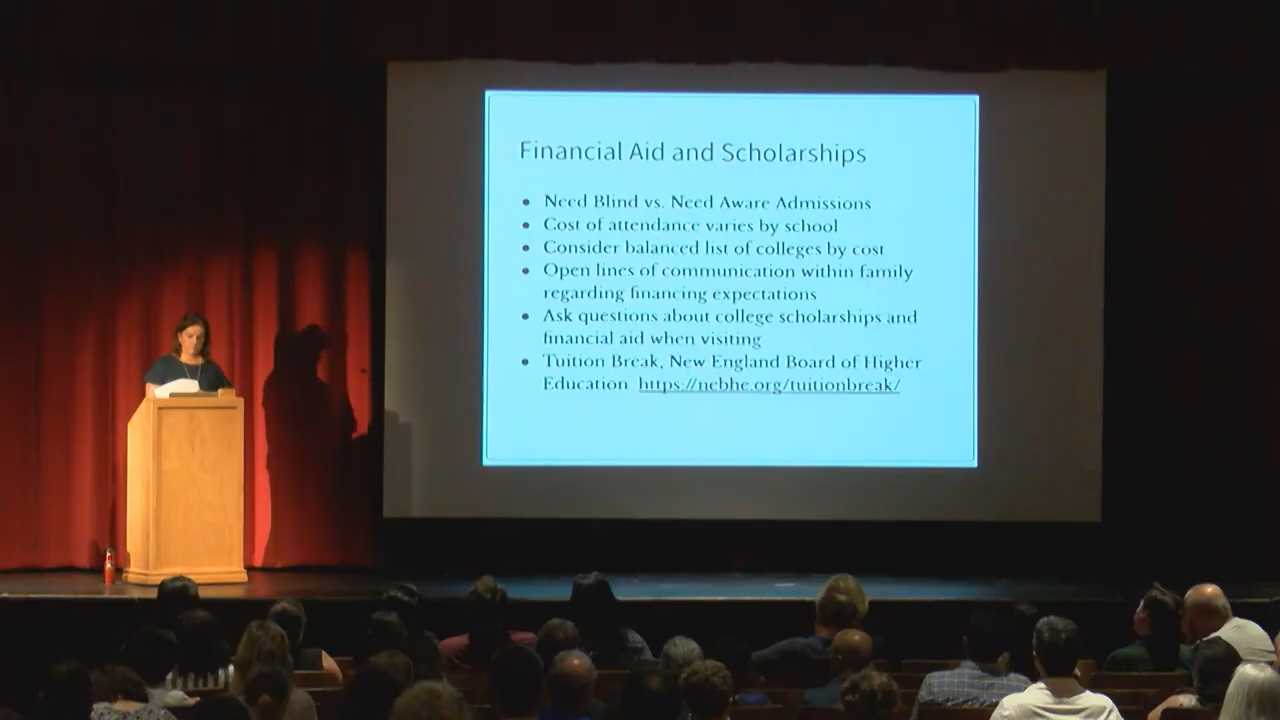 Financial Aid and Scholarships
• Need Blind vs. Need Aware Admissions
• Cost of attendance varies by school
• Consider balanced list of colleges by cost
• Open lines of communication within family
regarding financing expectations
• Ask questions about college scholarships and
financial aid when visiting
• Tuition Break, New England Board of Higher
Education https://nebhe.org/tuitionbreak/